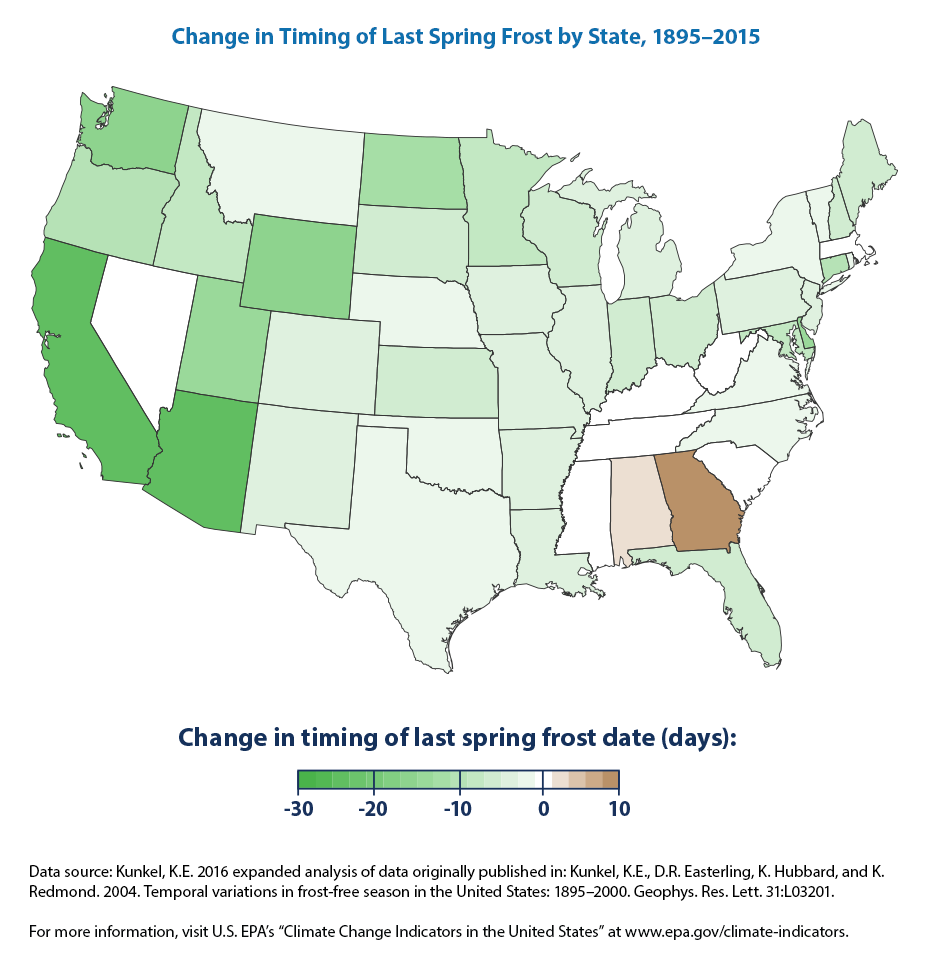 Change in Timing of Last Spring Frost by State, 1895–2015
Change in timing of last spring frost date (days):
-30 -20 -10 0 10
Data source: Kunkel, K.E. 2016 expanded analysis of data originally published in: Kunkel, K.E., D.R. Easterling, K. Hubbard, and K.
Redmond. 2004. Temporal variations in frost-free season in the United States: 1895–2000. Geophys. Res. Lett. 31:L03201.
For more information, visit U.S. EPA’s “Climate Change Indicators in the United States” at www.epa.gov/climate-indicators.